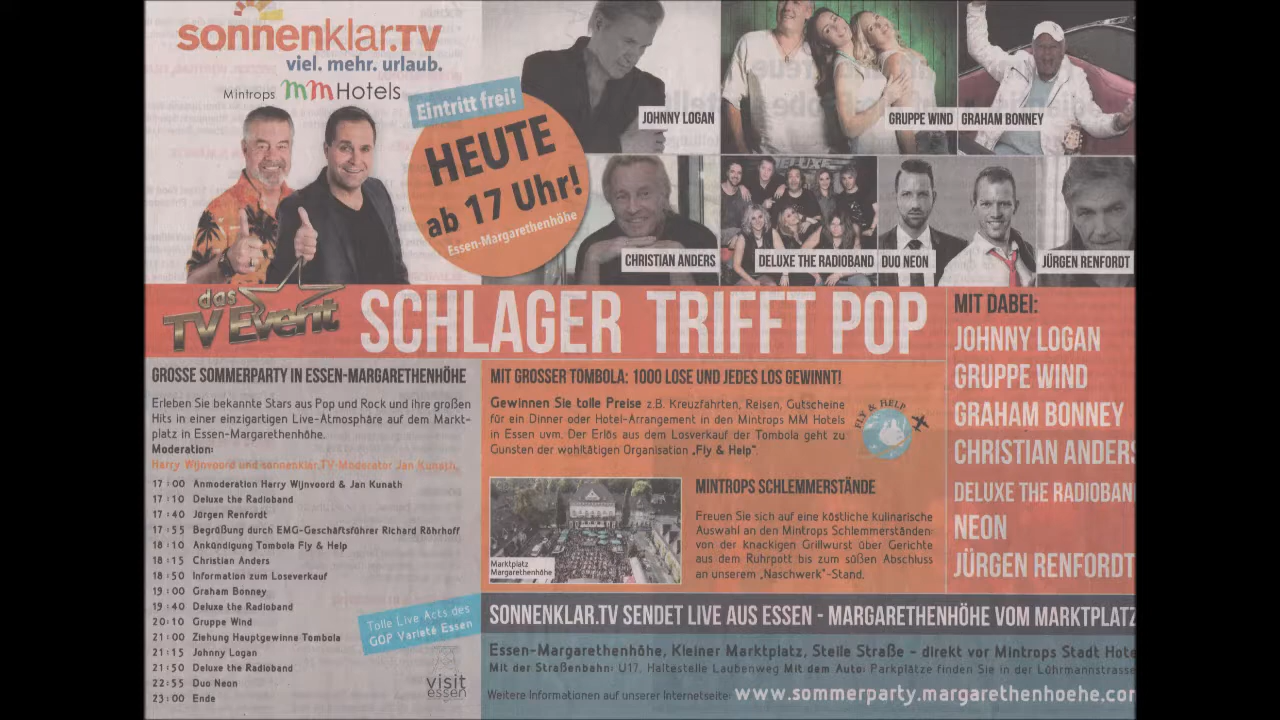 sonnenklar.TV
viel. mehr. urlaub.
Mintrops MM Hotels
Eintritt frei!
HEUTE
ab 17 Uhr!
Essen-Margarethenhöhe
JOHNNY LOGAN
GRUPPE WIND
GRAHAM BONNEY
CHRISTIAN ANDERS
DELUXE THE RADIOBAND
DUO NEON
JÜRGEN RENFORDT
das
TV Event
SCHLAGER TRIFFT POP
MIT DABEI:
JOHNNY LOGAN
GRUPPE WIND
GRAHAM BONNEY
CHRISTIAN ANDERS
DELUXE THE RADIOBAN
NEON
JÜRGEN RENFORDT
GROSSE SOMMERPARTY IN ESSEN-MARGARETHENHÖHE
Erleben Sie bekannte Stars aus Pop und Rock und ihre großen
Hits in einer einzigartigen Live-Atmosphäre auf dem Markt-
platz in Essen-Margarethenhöhe.
Moderation:
Harry Wijnvoord und sonnenklar.TV-Moderator Jan Kunath.
17:00 Anmoderation Harry Wijnvoord & Jan Kunath
17:10 Deluxe the Radioband
17:40 Jürgen Renfordt
17:55 Begrüßung durch EMG-Geschäftsführer Richard Röhrhoff
18:10 Ankündigung Tombola Fly & Help
18:15 Christian Anders
18:50 Information zum Loseverkauf
19:00 Graham Bonney
19:40 Deluxe the Radioband
20:10 Gruppe Wind
21:00 Ziehung Hauptgewinne Tombola
21:15 Johnny Logan
21:50 Deluxe the Radioband
22:55 Duo Neon
23:00 Ende
Tolle Live Acts des
GOP Varieté Essen
visit
essen
MIT GROSSER TOMBOLA: 1000 LOSE UND JEDES LOS GEWINNT!
Gewinnen Sie tolle Preise z.B. Kreuzfahrten, Reisen, Gutscheine
für ein Dinner oder Hotel-Arrangement in den Mintrops MM Hotels
in Essen uvm. Der Erlös aus dem Losverkauf der Tombola geht zu
Gunsten der wohltätigen Organisation „Fly & Help".
FLY & HELP
Marktplatz
Margarethenhöhe
MINTROPS SCHLEMMERSTÄNDE
Freuen Sie sich auf eine köstliche kulinarische
Auswahl an den Mintrops Schlemmerständen:
von der knackigen Grillwurst über Gerichte
aus dem Ruhrpott bis zum süßen Abschluss
an unserem „Naschwerk"-Stand.
SONNENKLAR.TV SENDET LIVE AUS ESSEN - MARGARETHENHÖHE VOM MARKTPLATZ
Essen-Margarethenhöhe, Kleiner Marktplatz, Steile Straße – direkt vor Mintrops Stadt Hote
Mit der Straßenbahn: U17, Haltestelle Laubenweg Mit dem Auto: Parkplätze finden Sie in der Lührmannstrasse
Weitere Informationen auf unserer Internetseite: www.sommerparty.margarethenhoehe.cor